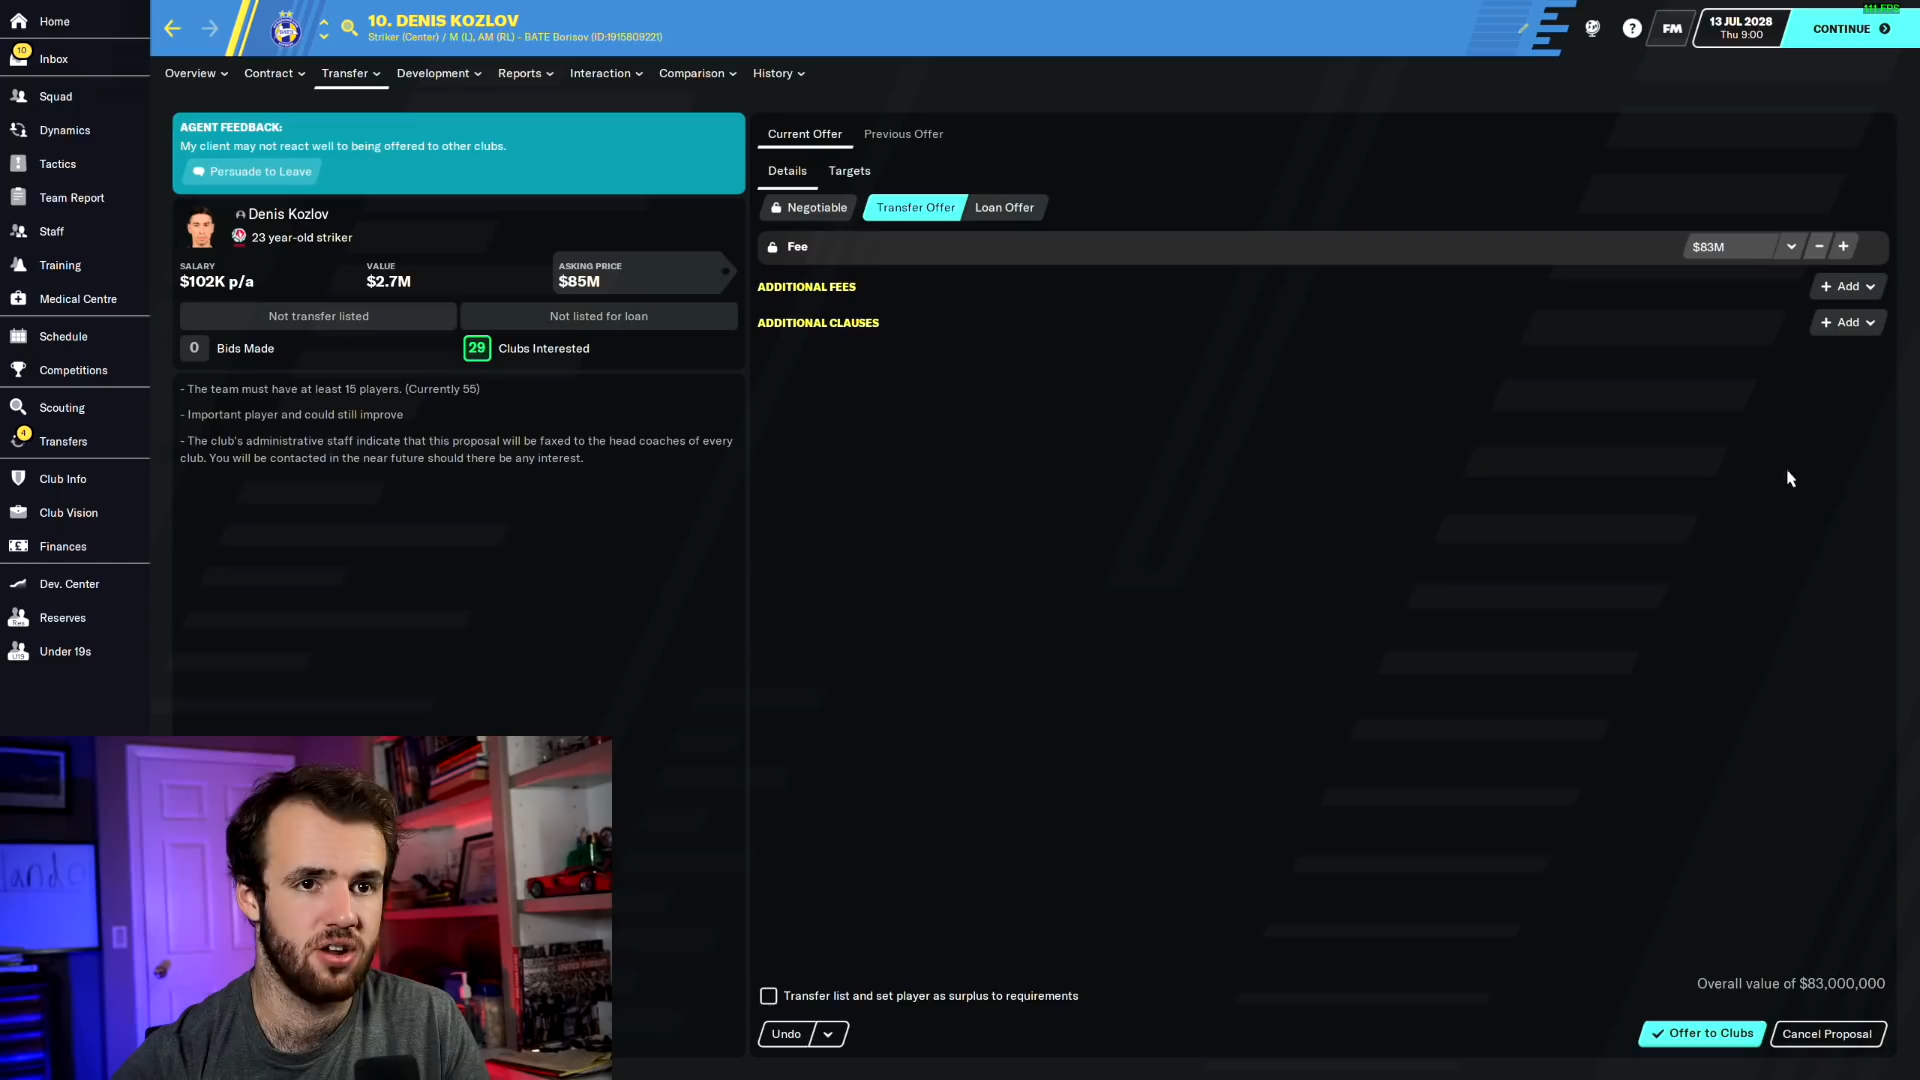 Home
10
Inbox
Squad
Dynamics
Tactics
Team Report
Staff
Training
Medical Centre
Schedule
Competitions
Scouting
4
Transfers
Club Info
Club Vision
Finances
Dev. Center
Res
Reserves
U19
Under 19s
10. DENIS KOZLOV
Striker (Center) / M (L), AM (RL) - BATE Borisov (ID:1915809221)
?
FM
13 JUL 2028
Thu 9:00
111 FPS
CONTINUE
Overview
Contract
Transfer
Development
Reports
Interaction
Comparison
History
AGENT FEEDBACK:
My client may not react well to being offered to other clubs.
Persuade to Leave
Denis Kozlov
23 year-old striker
SALARY
$102K p/a
VALUE
$2.7M
ASKING PRICE
$85M
Not transfer listed
Not listed for loan
0 Bids Made
29 Clubs Interested
- The team must have at least 15 players. (Currently 55)
- Important player and could still improve
- The club's administrative staff indicate that this proposal will be faxed to the head coaches of every
club. You will be contacted in the near future should there be any interest.
Current Offer
Previous Offer
Details
Targets
Negotiable
Transfer Offer
Loan Offer
Fee
$83M
ADDITIONAL FEES
+ Add
ADDITIONAL CLAUSES
+ Add
Overall value of $83,000,000
Transfer list and set player as surplus to requirements
Undo
Offer to Clubs
Cancel Proposal